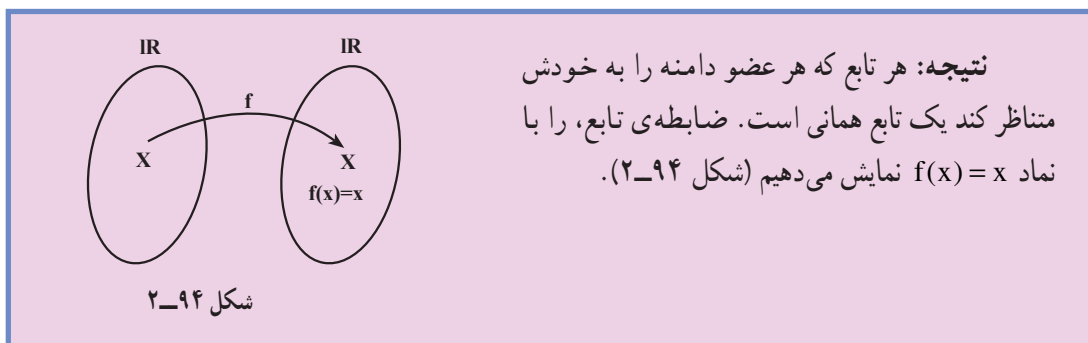 نتیجه: هر تابع که هر عضو دامنه را به خودش
متناظر کند یک تابع همانی است. ضابطه‌ی تابع، را با
نماد f(x) = x نمایش می‌دهیم (شکل ۹۴ــ۲).
IR
IR
f
X
X
f(x)=x
شکل ۹۴ــ۲